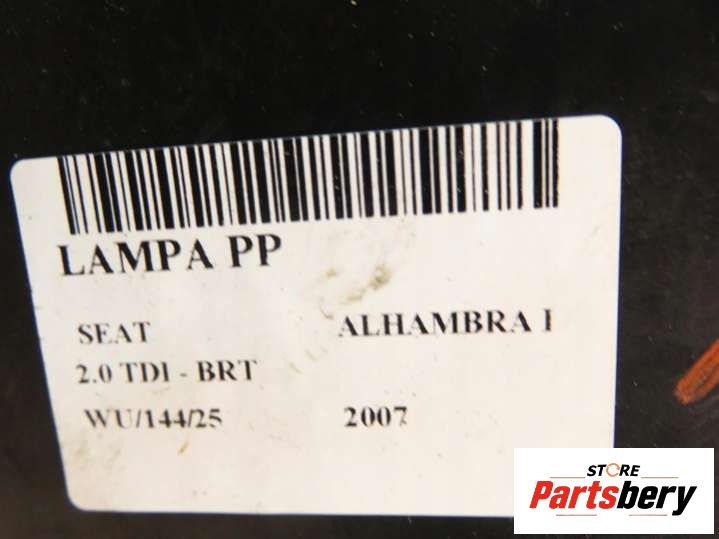 LAMPA PP
SEAT ALHAMBRA I
2.0 TDI - BRT
WU/144/25 2007
STORE
Partsbery